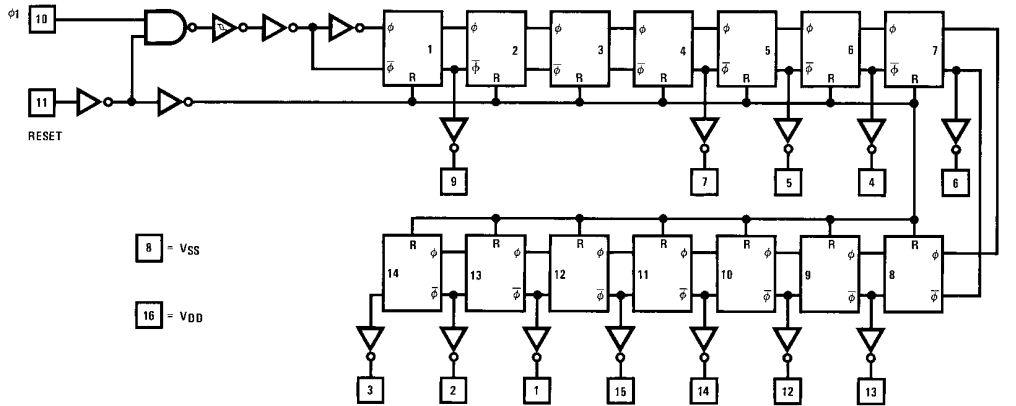 φ1 10
φ φ φ φ φ φ φ
1 2 3 4 5 6 7
φ̅ φ̅ φ̅ φ̅ φ̅
R R R R R R R
11
RESET
9 7 5 4 6
R R R R R R R
8 = VSS
φ φ φ φ φ φ φ
14 13 12 11 10 9 8
φ̅ φ̅ φ̅ φ̅ φ̅ φ̅ φ̅
16 = VDD
3 2 1 15 14 12 13